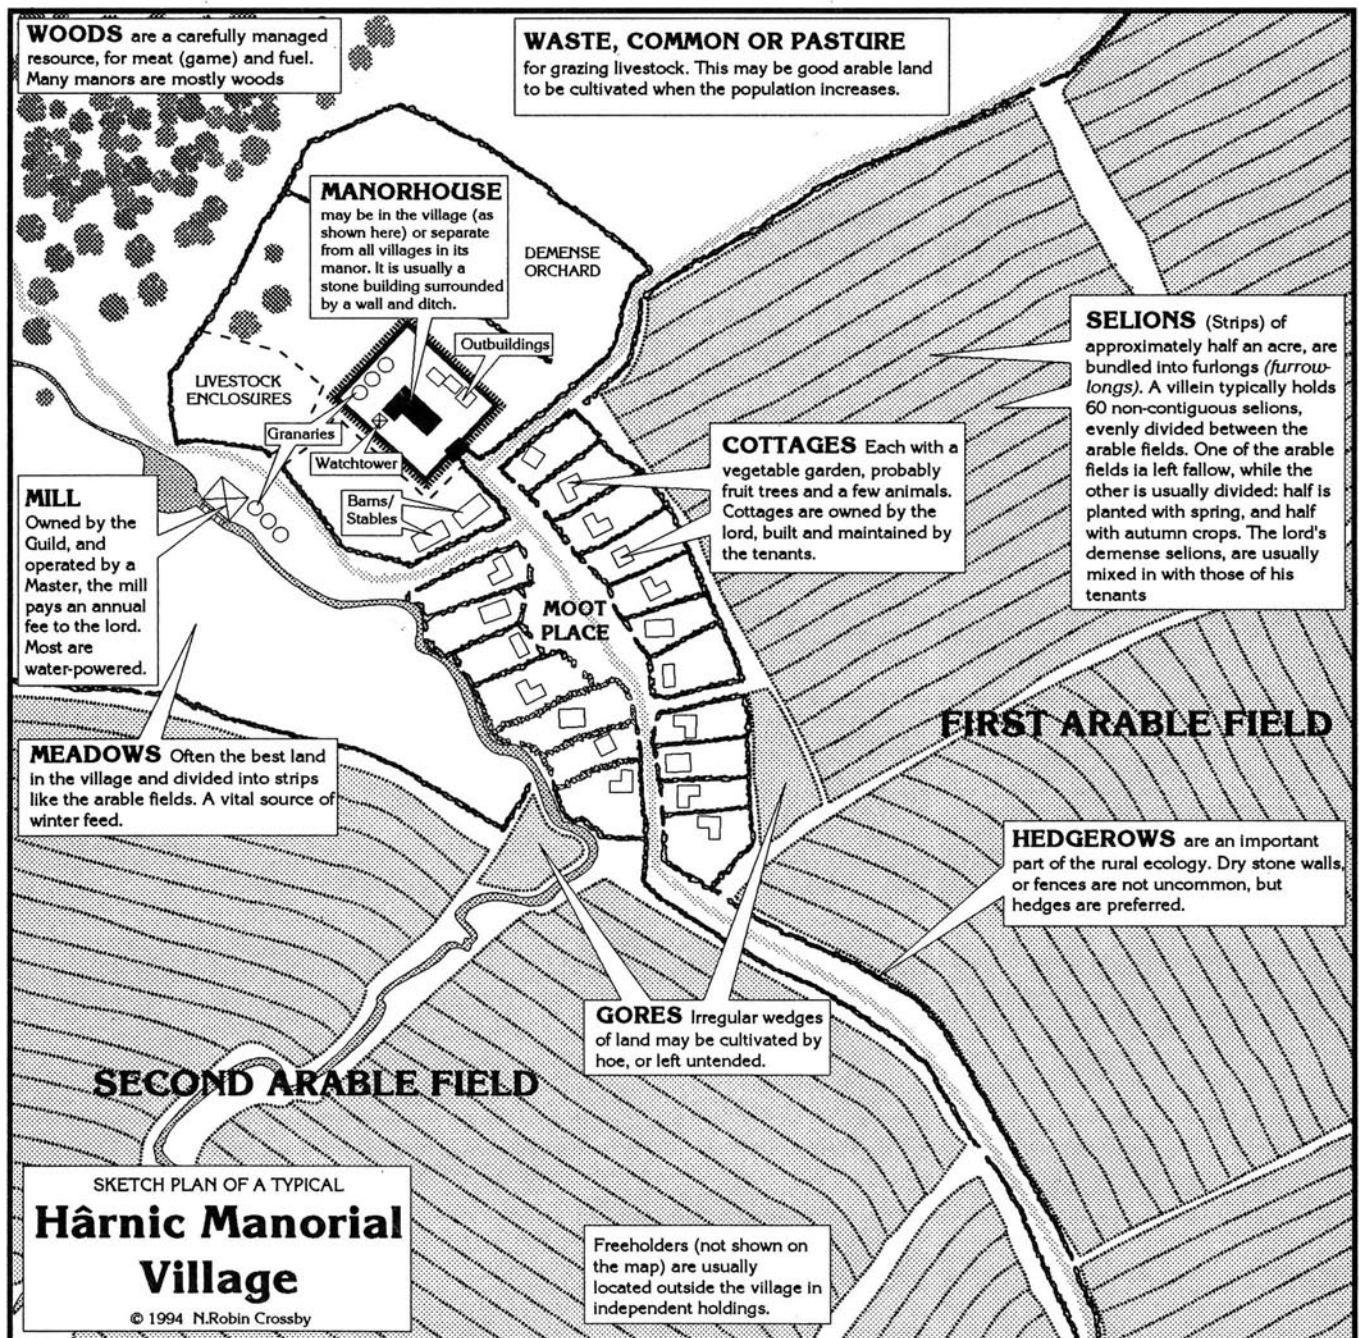 WOODS are a carefully managed
resource, for meat (game) and fuel.
Many manors are mostly woods
WASTE, COMMON OR PASTURE
for grazing livestock. This may be good arable land
to be cultivated when the population increases.
MANORHOUSE
may be in the village (as
shown here) or separate
from all villages in its
manor. It is usually a
stone building surrounded
by a wall and ditch.
DEMENSE
ORCHARD
Outbuildings
LIVESTOCK
ENCLOSURES
Granaries
Watchtower
Barns/
Stables
SELIONS (Strips) of
approximately half an acre, are
bundled into furlongs (furrow-
longs). A villein typically holds
60 non-contiguous selions,
evenly divided between the
arable fields. One of the arable
fields ia left fallow, while the
other is usually divided: half is
planted with spring, and half
with autumn crops. The lord's
demense selions, are usually
mixed in with those of his
tenants
COTTAGES Each with a
vegetable garden, probably
fruit trees and a few animals.
Cottages are owned by the
lord, built and maintained by
the tenants.
MILL
Owned by the
Guild, and
operated by a
Master, the mill
pays an annual
fee to the lord.
Most are
water-powered.
MOOT
PLACE
MEADOWS Often the best land
in the village and divided into strips
like the arable fields. A vital source of
winter feed.
FIRST ARABLE FIELD
HEDGEROWS are an important
part of the rural ecology. Dry stone walls,
or fences are not uncommon, but
hedges are preferred.
GORES Irregular wedges
of land may be cultivated by
hoe, or left untended.
SECOND ARABLE FIELD
SKETCH PLAN OF A TYPICAL
Hârnic Manorial
Village
© 1994 N.Robin Crossby
Freeholders (not shown on
the map) are usually
located outside the village in
independent holdings.